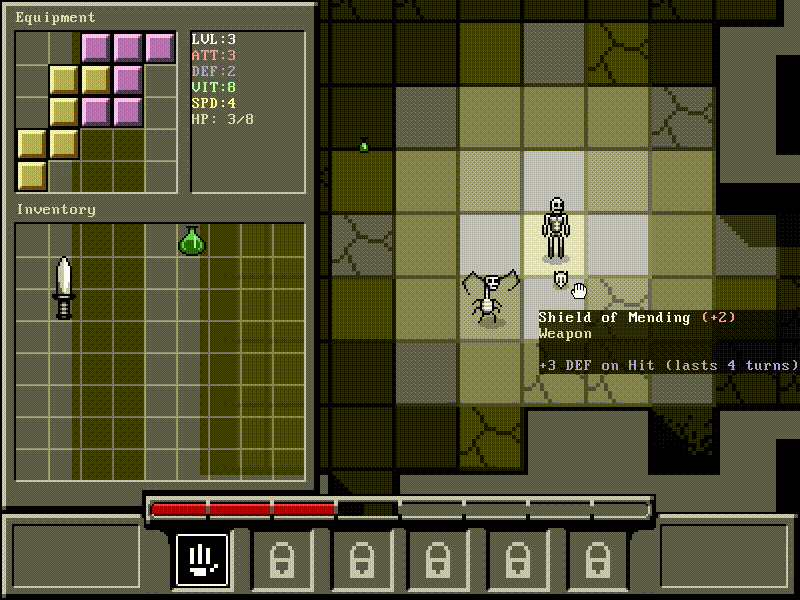 Equipment
LVL:3
ATT:3
DEF:2
VIT:8
SPD:4
HP: 3/8
Inventory
Shield of Mending (+2)
Weapon
+3 DEF on Hit (lasts 4 turns)